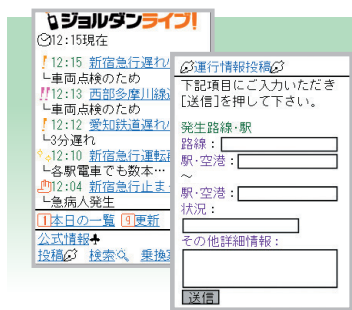 ジョルダンライブ!
12:15現在
12:15 新宿急行遅れ/
└車両点検のため
12:13 西部多摩川線
└車両点検のため
12:12 愛知鉄道遅れ/
└3分遅れ
12:10 新宿急行運転
└各駅電車でも数本…
12:04 新宿急行止ま
└急病人発生
1本日の一覧 9更新
公式情報♣
投稿 検索 乗換
運行情報投稿
下記項目にご入力いただき
[送信]を押して下さい。
発生路線・駅
路線:
駅・空港:
~
駅・空港:
状況:
その他詳細情報:
送信